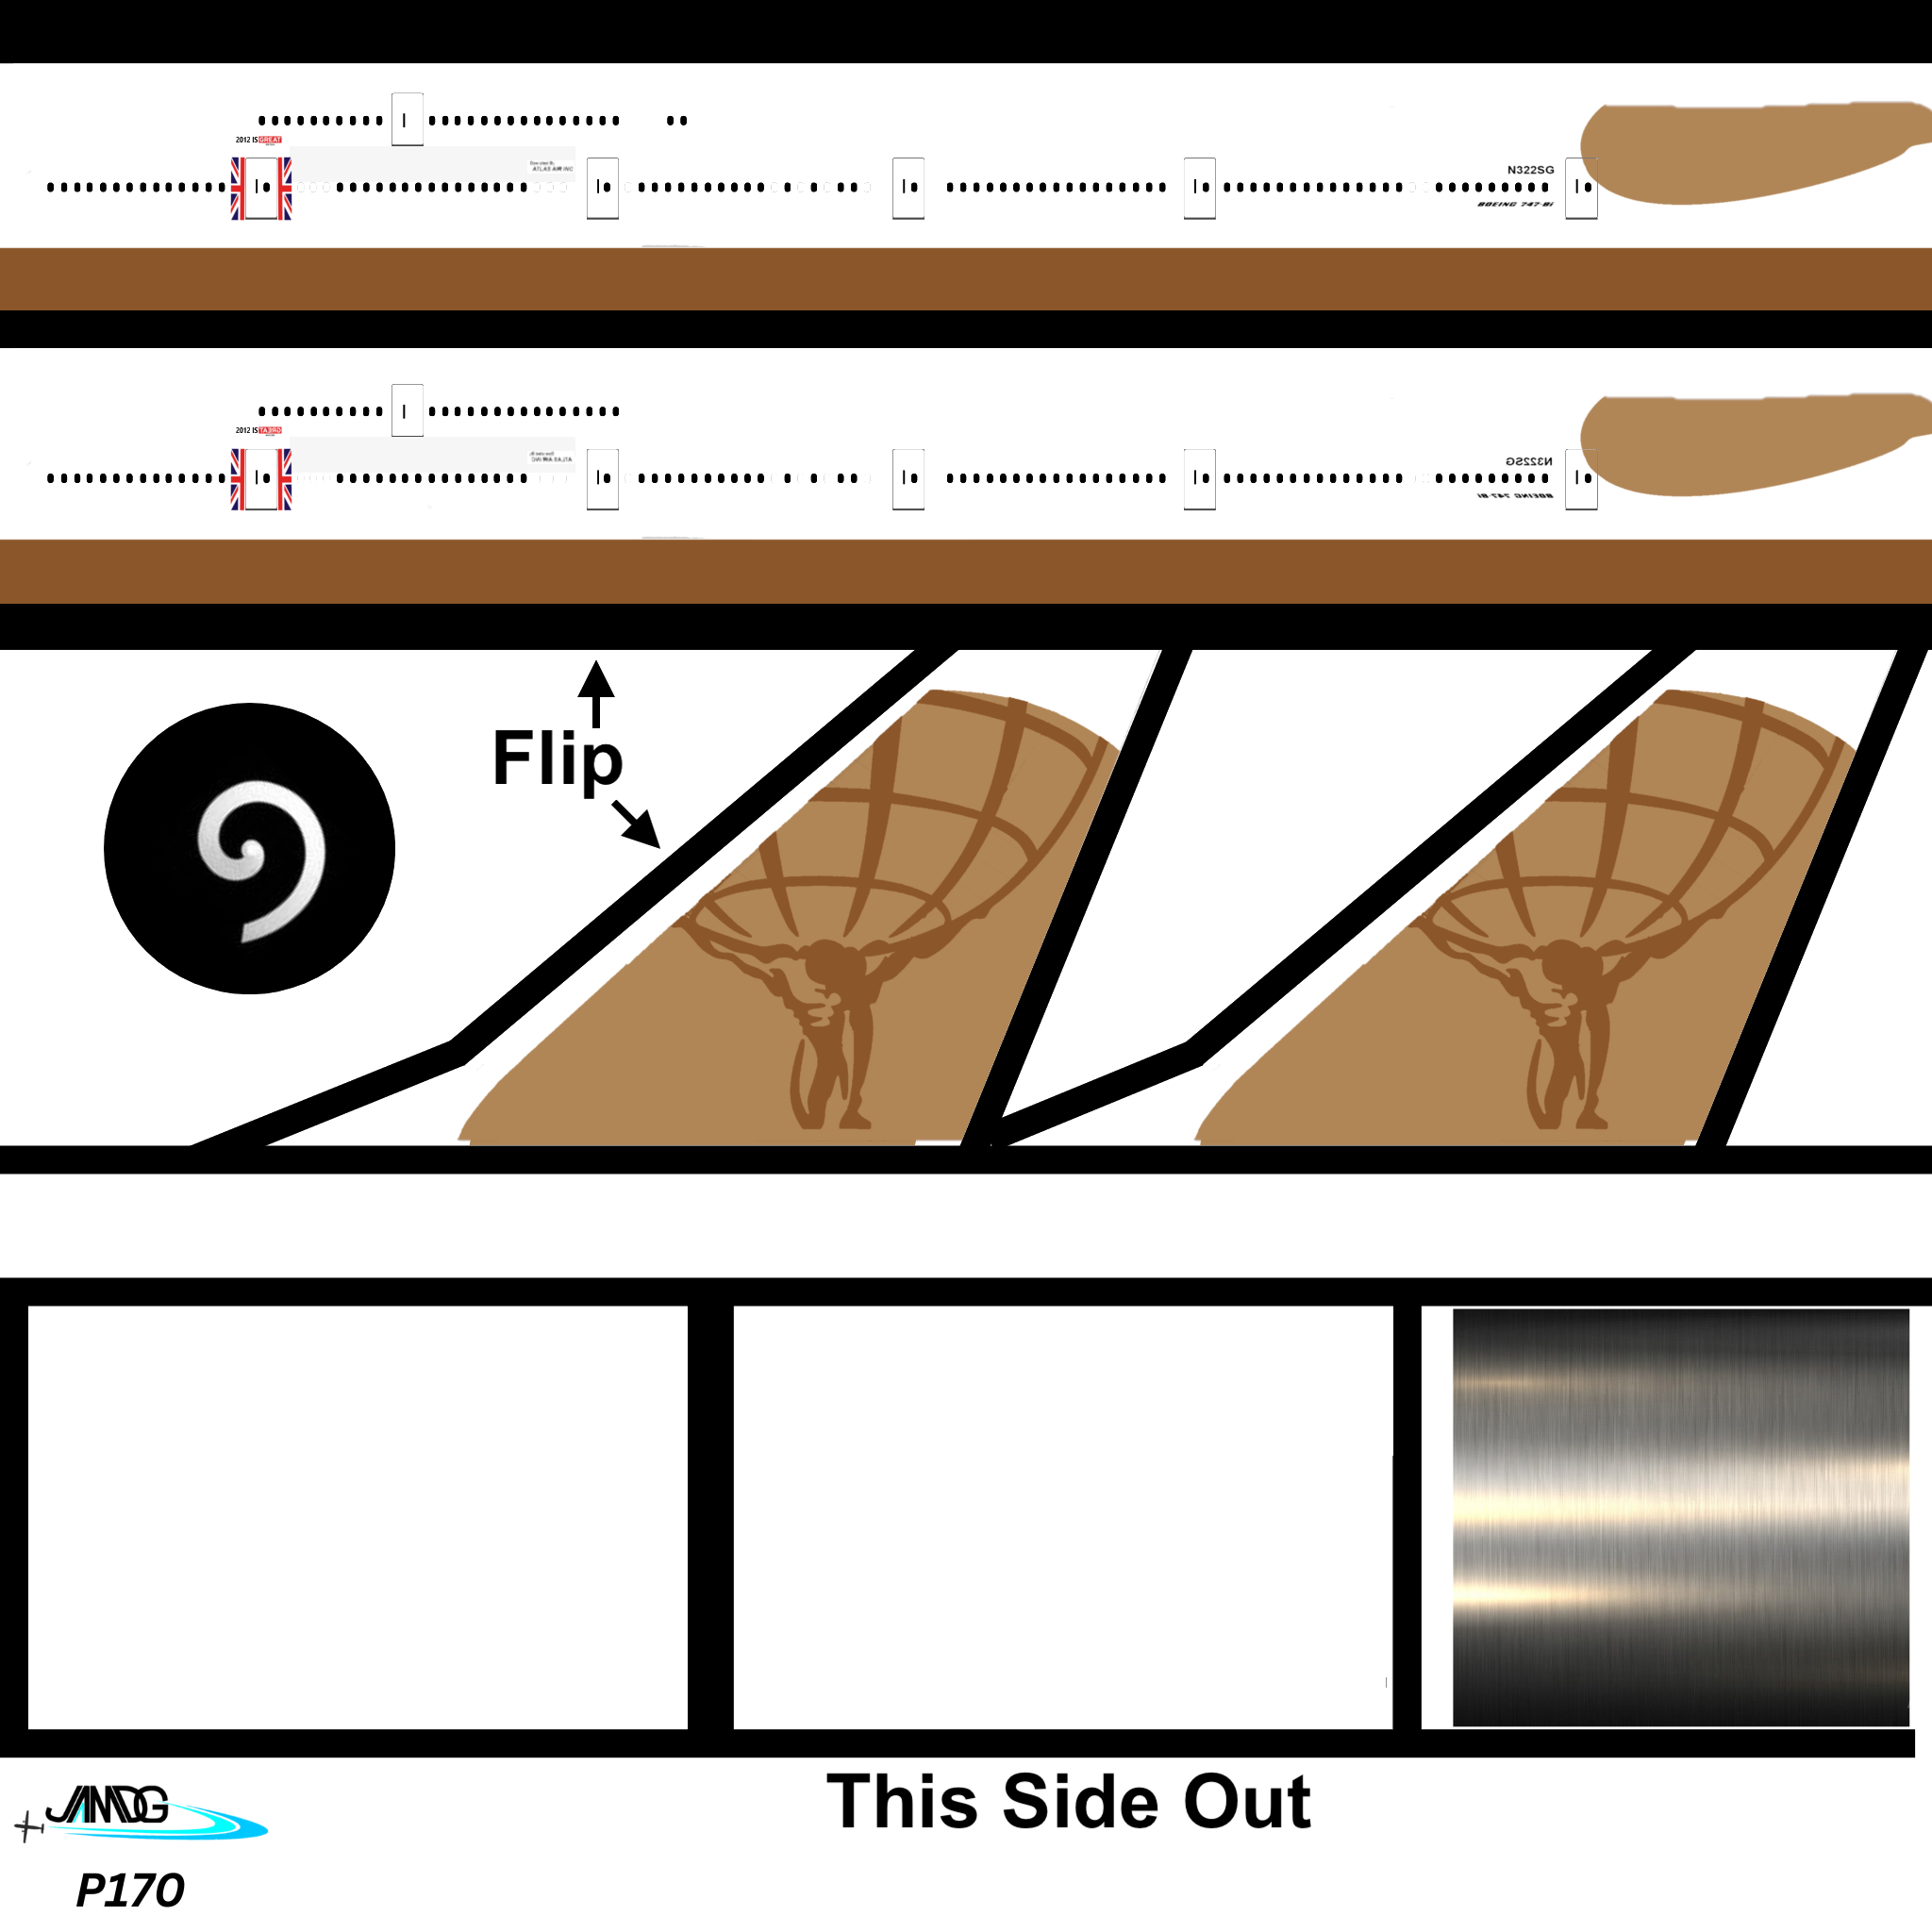 2012 IS GREAT
ATLAS AIR INC
N322SG
BOEING 747-8i
2012 IS GREAT
ATLAS AIR INC
N322SG
BOEING 747-8i
Flip
This Side Out
JAMDG
P170